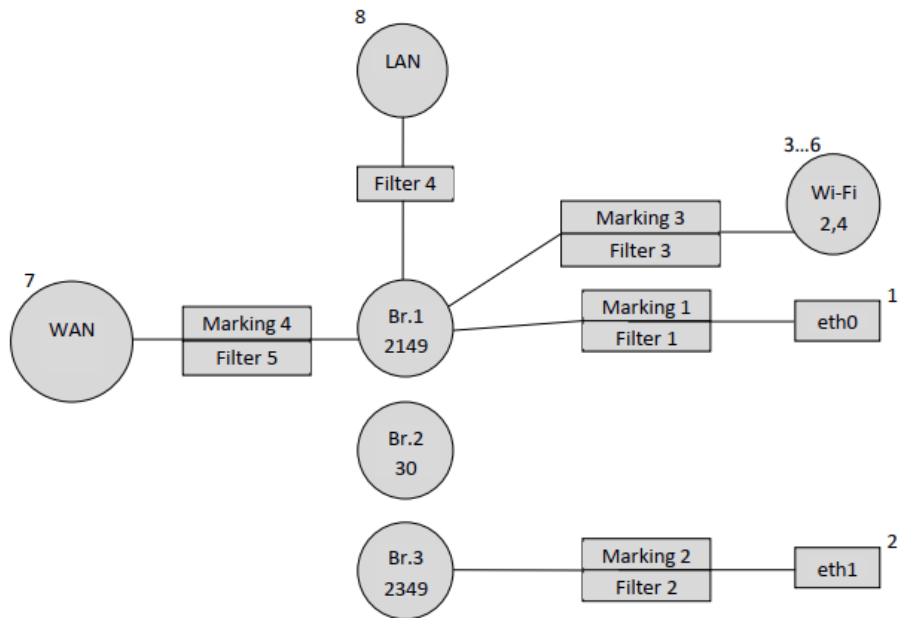 8
LAN
Filter 4
3...6
Wi-Fi
2,4
Marking 3
Filter 3
7
WAN
Marking 4
Filter 5
Br.1
2149
Marking 1
Filter 1
1
eth0
Br.2
30
Br.3
2349
Marking 2
Filter 2
2
eth1